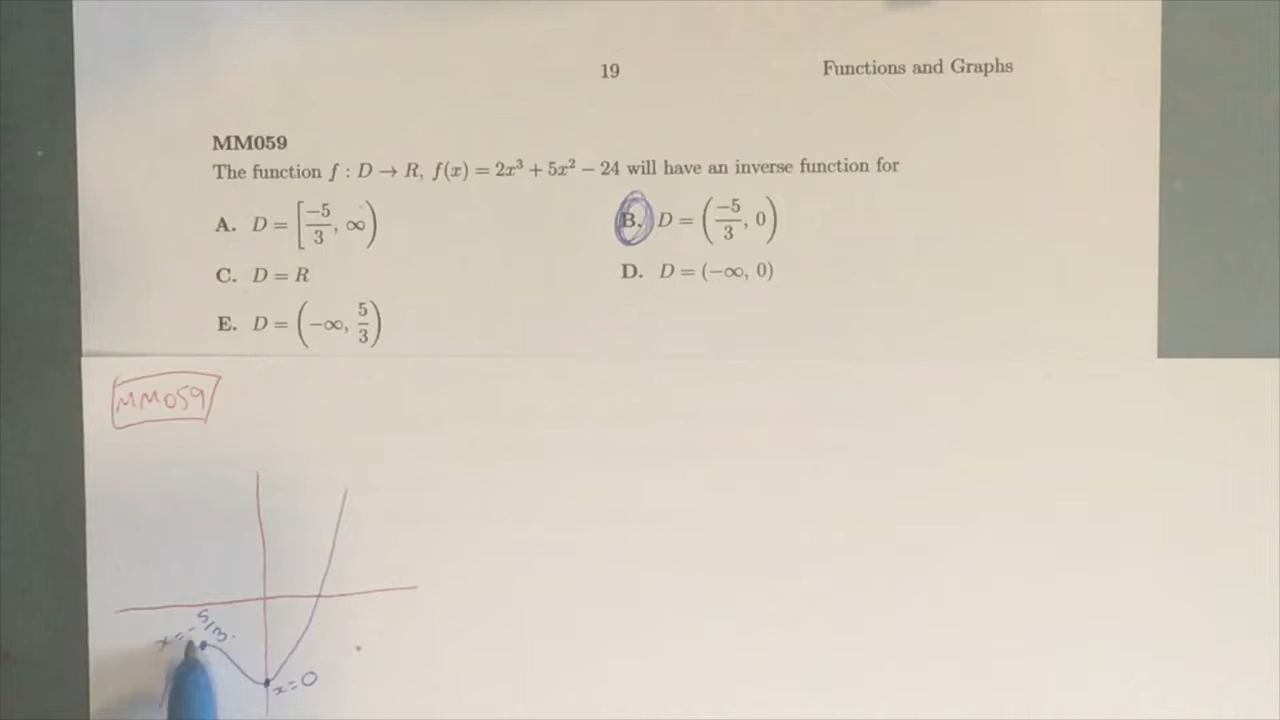 19 Functions and Graphs
MM059
The function f : D → R, f(x) = 2x³ + 5x² − 24 will have an inverse function for
A. D = [−5/3, ∞)
B. D = (−5/3, 0)
C. D = R
D. D = (−∞, 0)
E. D = (−∞, 5/3)
MM059
x=-5/3
x=0